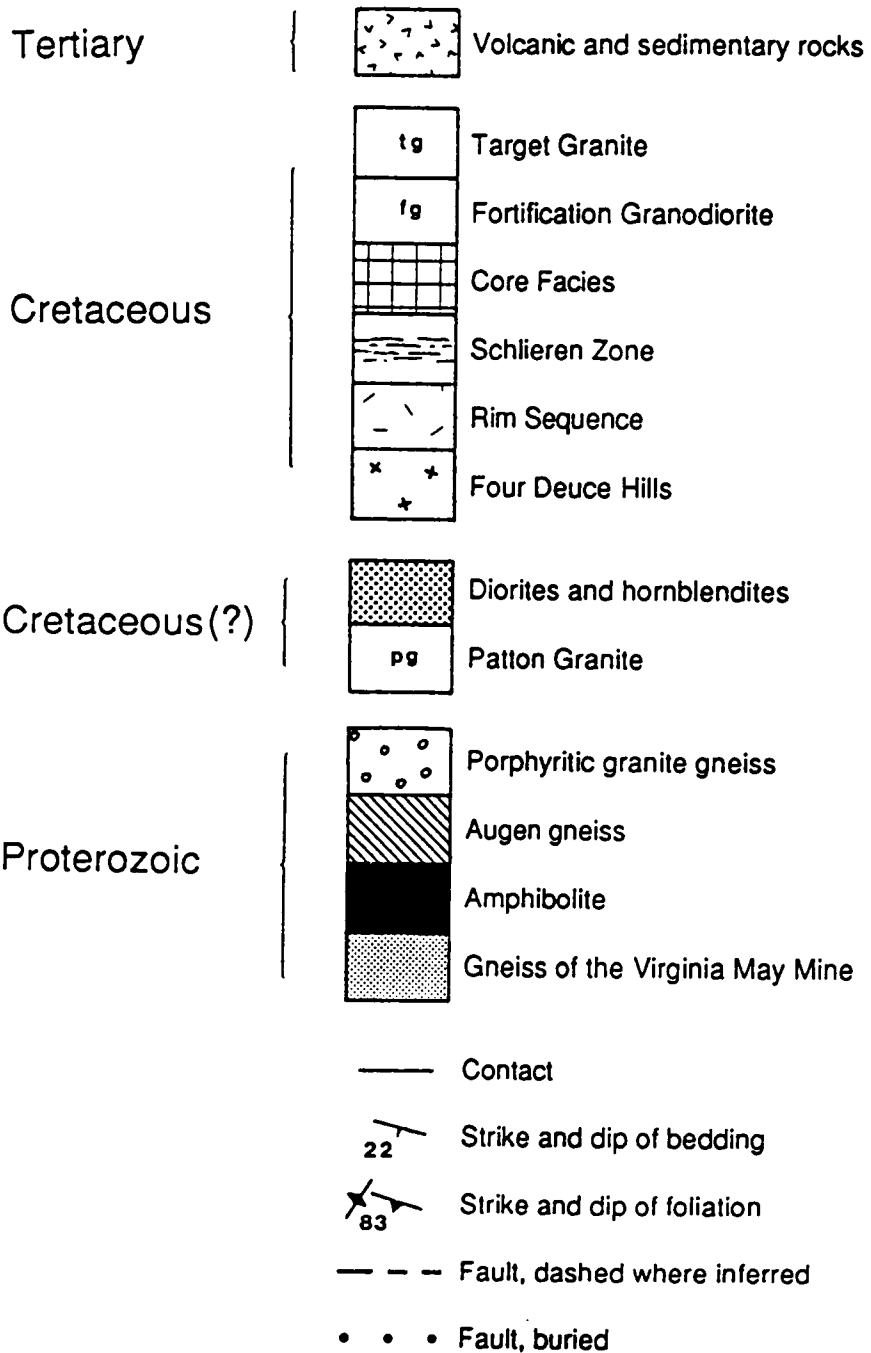 Tertiary
Volcanic and sedimentary rocks
tg
Target Granite
fg
Fortification Granodiorite
Cretaceous
Core Facies
Schlieren Zone
Rim Sequence
Four Deuce Hills
Cretaceous(?)
Diorites and hornblendites
pg
Patton Granite
Proterozoic
Porphyritic granite gneiss
Augen gneiss
Amphibolite
Gneiss of the Virginia May Mine
Contact
22
Strike and dip of bedding
83
Strike and dip of foliation
Fault, dashed where inferred
Fault, buried